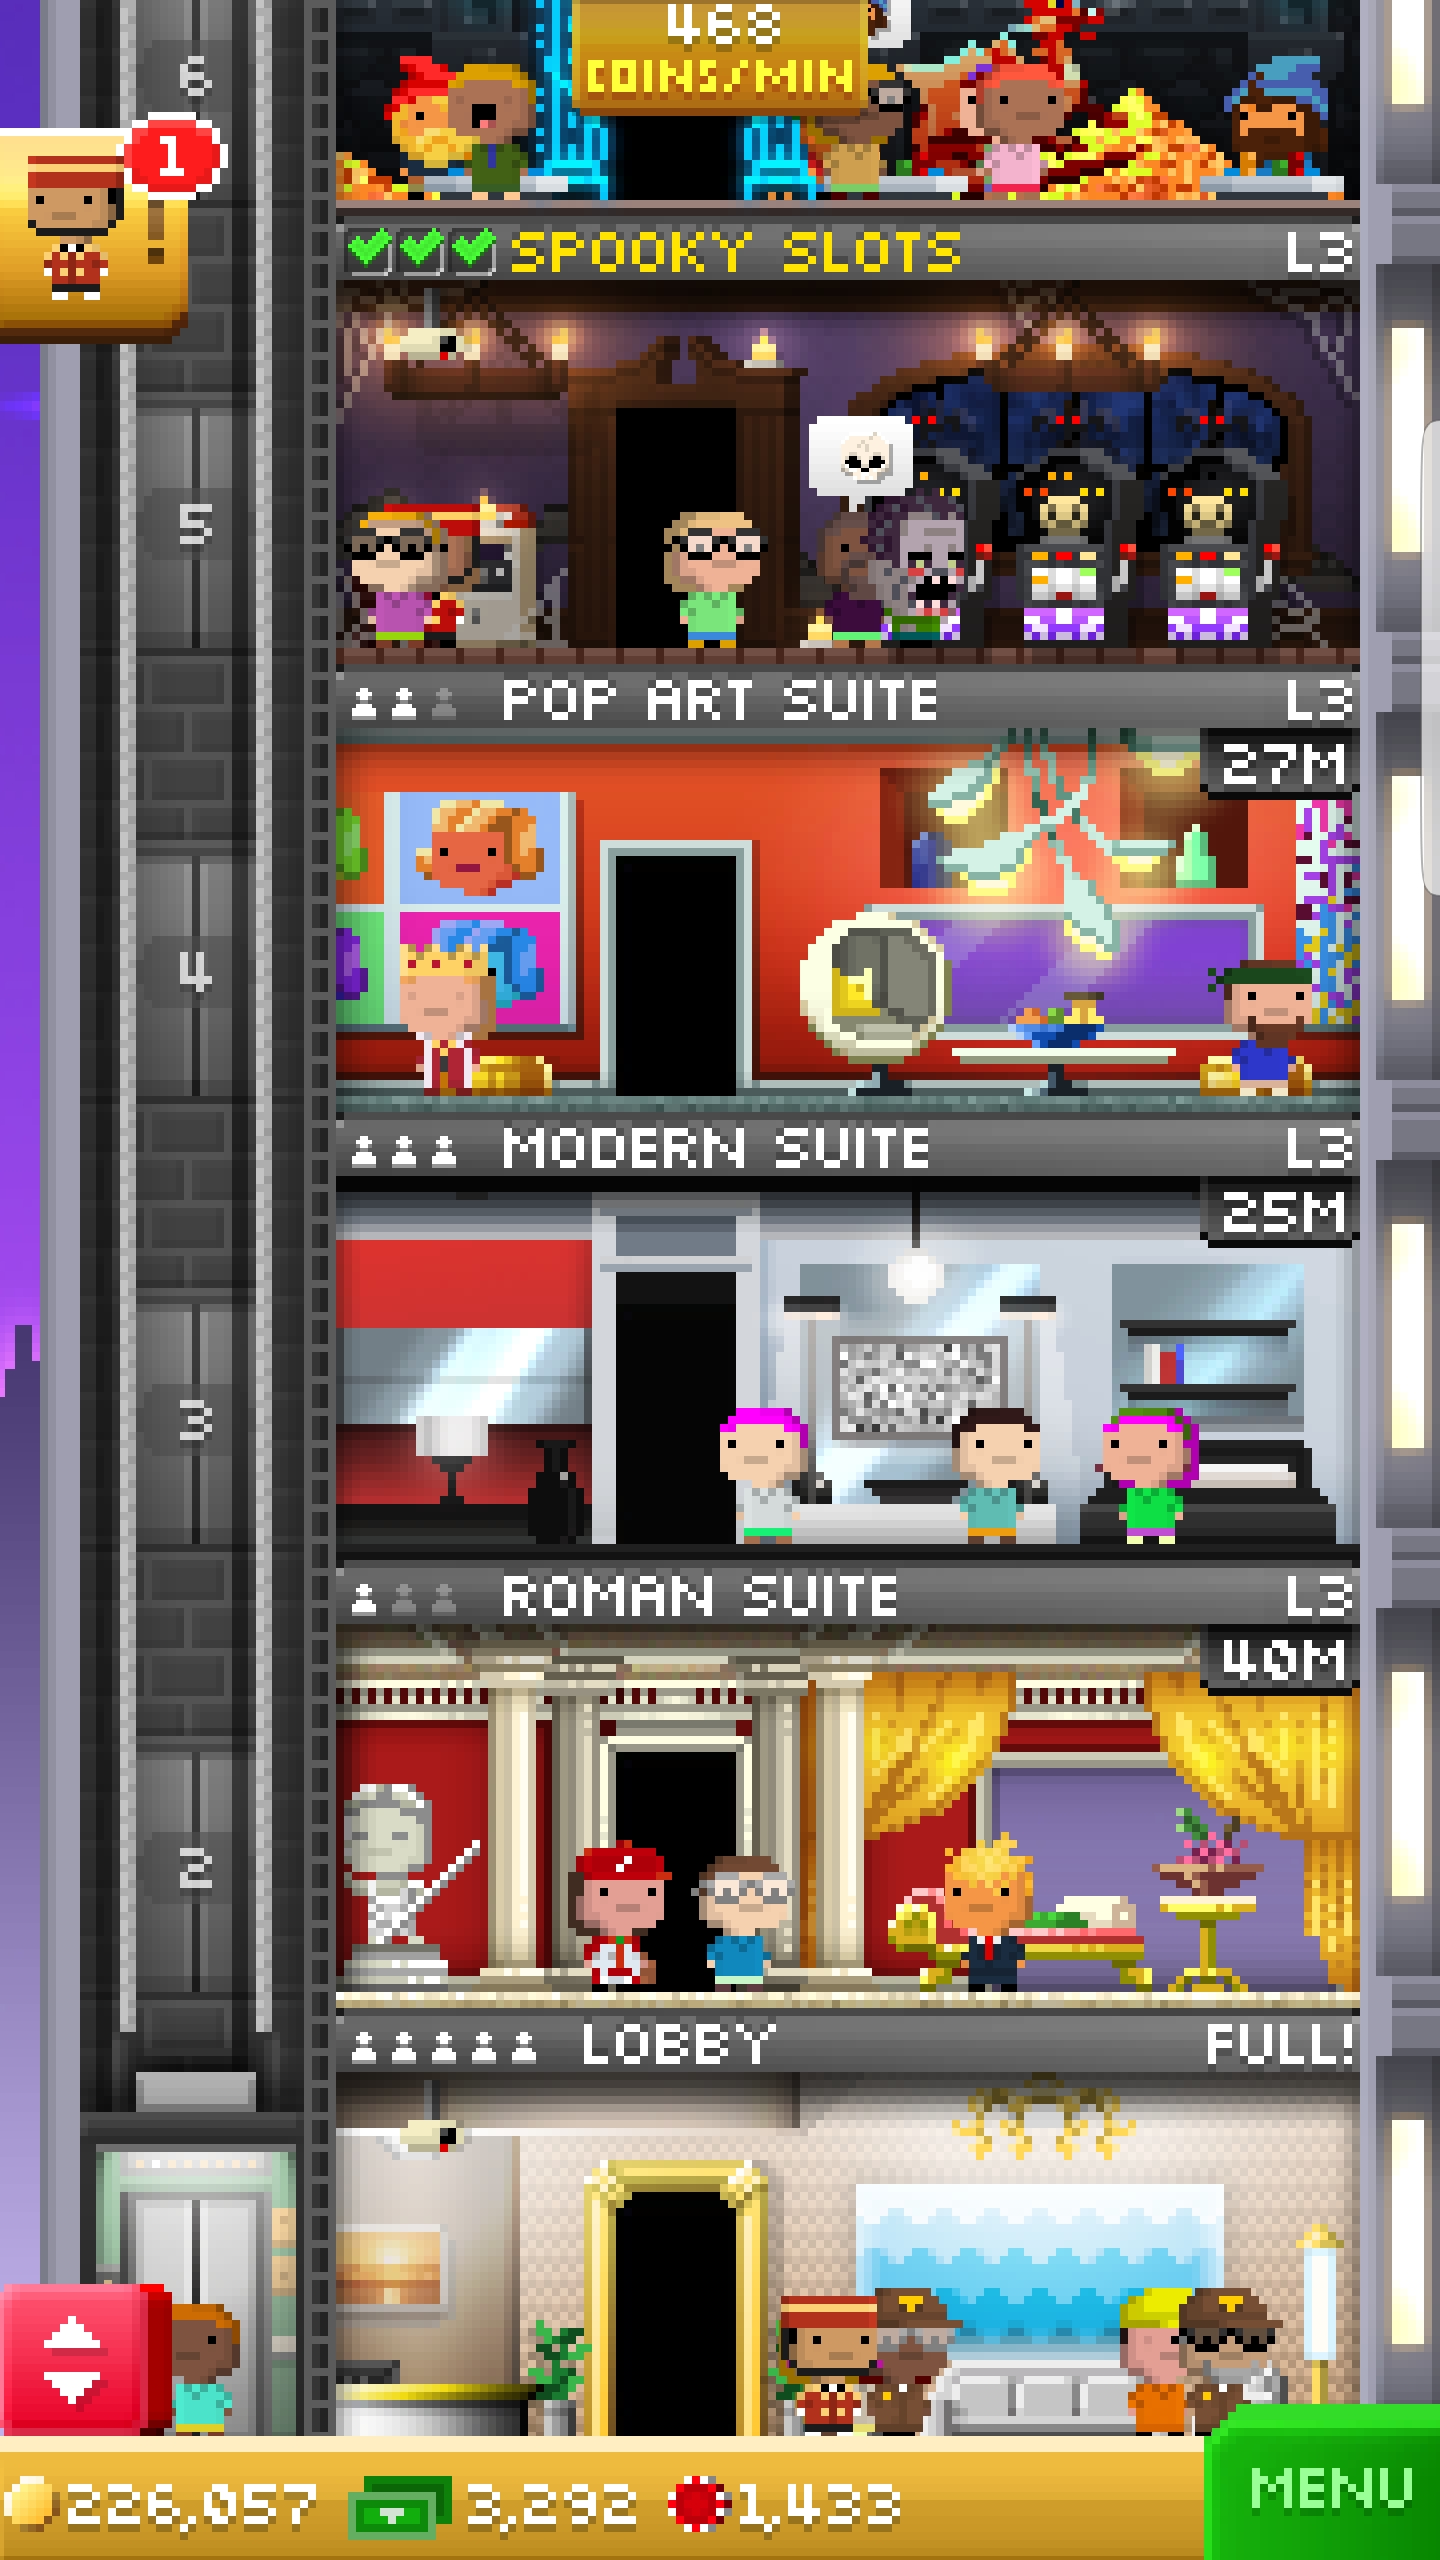 468
COINS/MIN
6
1
SPOOKY SLOTS L3
5
POP ART SUITE L3
27M
4
MODERN SUITE L3
25M
3
ROMAN SUITE L3
40M
2
LOBBY FULL!
226,057 3,292 1,433
MENU